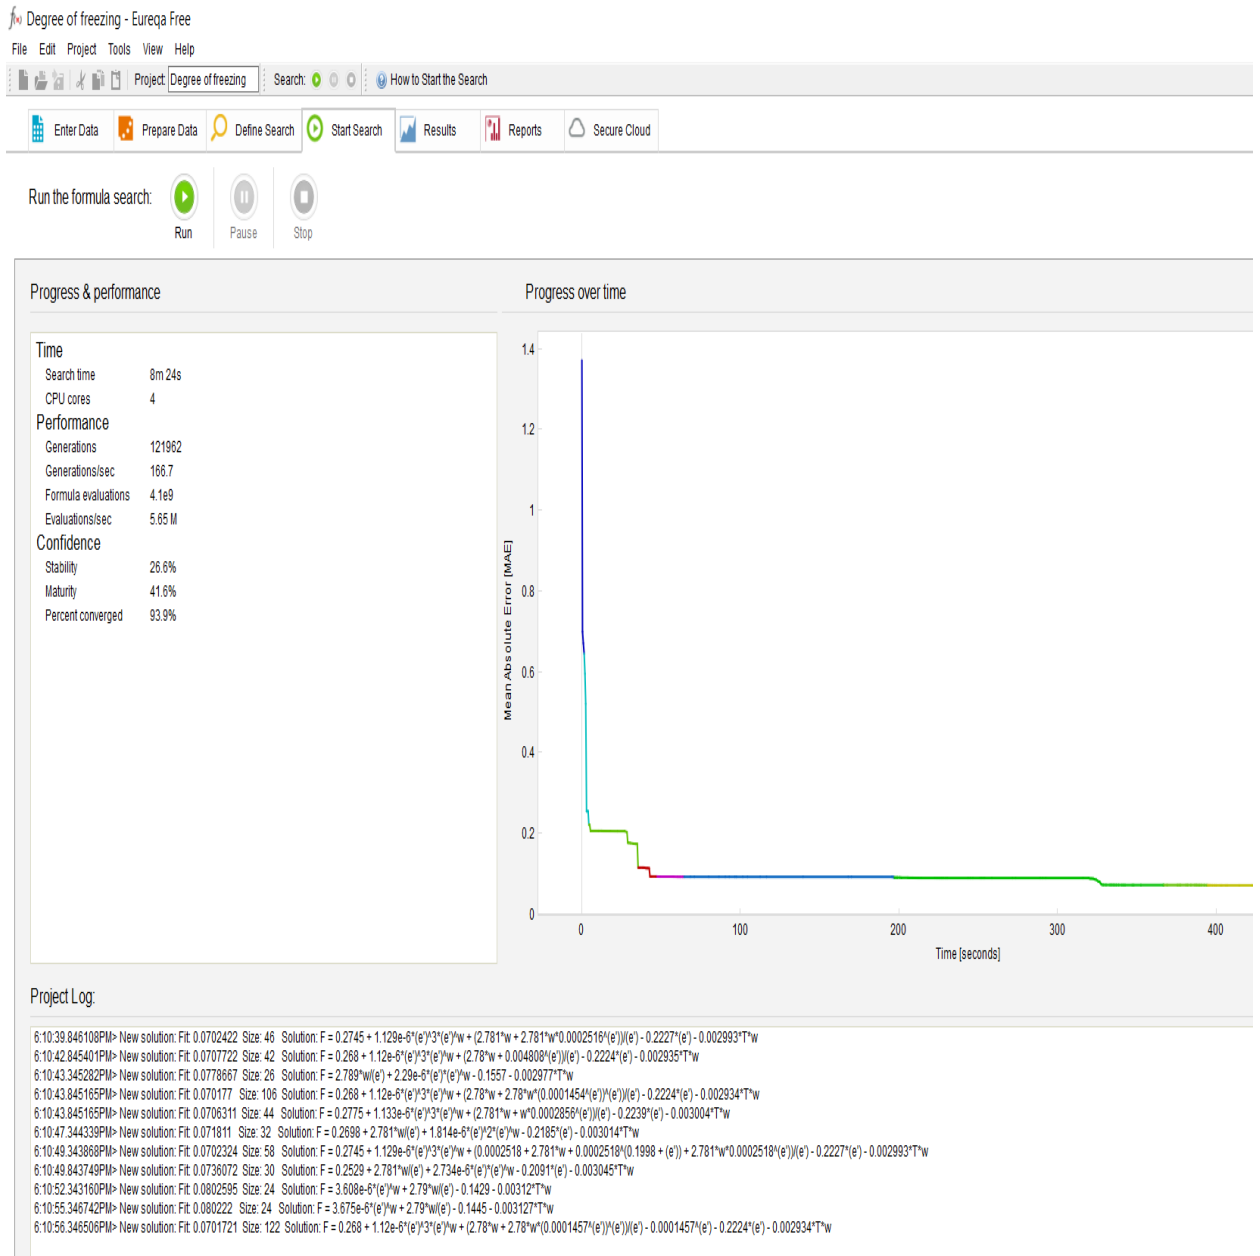 Degree of freezing - Eureqa Free
File Edit Project Tools View Help
Project: Degree of freezing Search: How to Start the Search
Enter Data Prepare Data Define Search Start Search Results Reports Secure Cloud
Run the formula search:
Run Pause Stop
Progress & performance
Time
Search time 8m 24s
CPU cores 4
Performance
Generations 121962
Generations/sec 166.7
Formula evaluations 4.1e9
Evaluations/sec 5.65 M
Confidence
Stability 26.6%
Maturity 41.6%
Percent converged 93.9%
Progress over time
Mean Absolute Error [MAE]
1.4
1.2
1
0.8
0.6
0.4
0.2
0
0 100 200 300 400
Time [seconds]
Project Log:
6:10:39.846108PM> New solution: Fit: 0.0702422 Size: 46 Solution: F = 0.2745 + 1.129e-6*(e')^3*(e')^w + (2.781*w + 2.781*w*0.0002516^(e'))/(e') - 0.2227*(e') - 0.002993*T*w
6:10:42.845401PM> New solution: Fit: 0.0707722 Size: 42 Solution: F = 0.268 + 1.12e-6*(e')^3*(e')^w + (2.78*w + 0.004808^(e'))/(e') - 0.2224*(e') - 0.002935*T*w
6:10:43.345282PM> New solution: Fit: 0.0778667 Size: 26 Solution: F = 2.789*w/(e') + 2.29e-6*(e')*(e')^w - 0.1557 - 0.002977*T*w
6:10:43.845165PM> New solution: Fit: 0.070177 Size: 106 Solution: F = 0.268 + 1.12e-6*(e')^3*(e')^w + (2.78*w + 2.78*w*(0.0001454^(e'))^(e'))/(e') - 0.2224*(e') - 0.002934*T*w
6:10:43.845165PM> New solution: Fit: 0.0706311 Size: 44 Solution: F = 0.2775 + 1.133e-6*(e')^3*(e')^w + (2.781*w + w*0.0002856^(e'))/(e') - 0.2239*(e') - 0.003004*T*w
6:10:47.344339PM> New solution: Fit: 0.071811 Size: 32 Solution: F = 0.2698 + 2.781*w/(e') + 1.814e-6*(e')^2*(e')^w - 0.2185*(e') - 0.003014*T*w
6:10:49.343868PM> New solution: Fit: 0.0702324 Size: 58 Solution: F = 0.2745 + 1.129e-6*(e')^3*(e')^w + (0.0002518 + 2.781*w + 0.0002518^(0.1998 + (e')) + 2.781*w*0.0002518^(e'))/(e') - 0.2227*(e') - 0.002993*T*w
6:10:49.843749PM> New solution: Fit: 0.0736072 Size: 30 Solution: F = 0.2529 + 2.781*w/(e') + 2.734e-6*(e')*(e')^w - 0.2091*(e') - 0.003045*T*w
6:10:52.343160PM> New solution: Fit: 0.0802595 Size: 24 Solution: F = 3.608e-6*(e')^w + 2.79*w/(e') - 0.1429 - 0.00312*T*w
6:10:55.346742PM> New solution: Fit: 0.080222 Size: 24 Solution: F = 3.675e-6*(e')^w + 2.79*w/(e') - 0.1445 - 0.003127*T*w
6:10:56.346506PM> New solution: Fit: 0.0701721 Size: 122 Solution: F = 0.268 + 1.12e-6*(e')^3*(e')^w + (2.78*w + 2.78*w*(0.0001457^(e'))^(e'))/(e') - 0.0001457^(e') - 0.2224*(e') - 0.002934*T*w